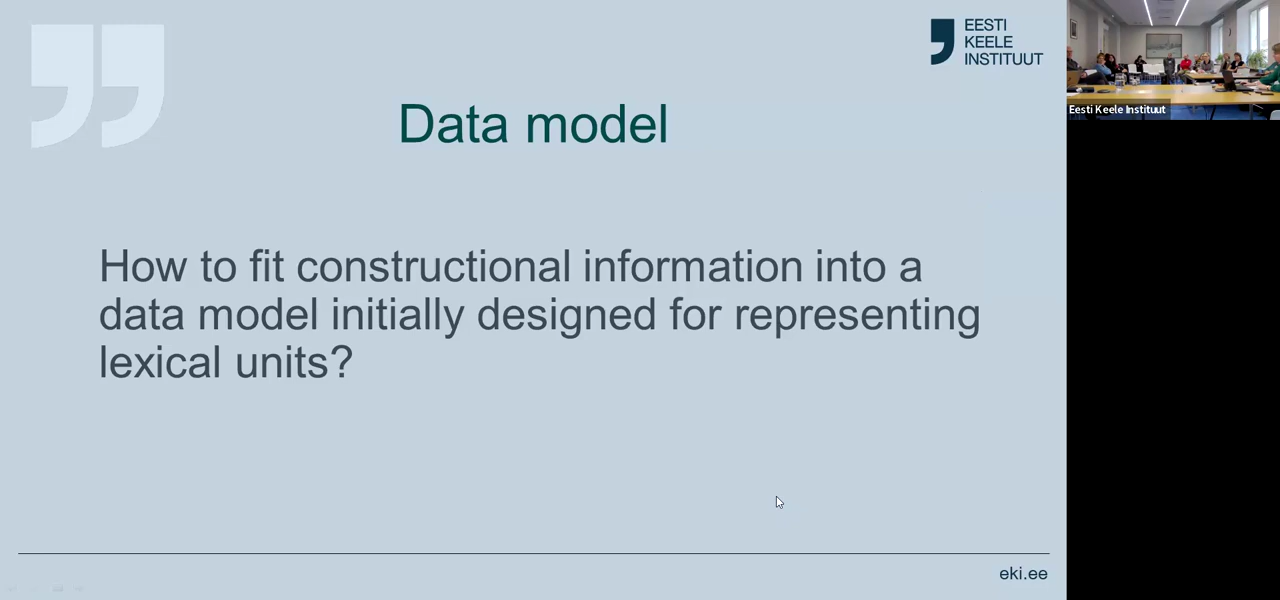 EESTI
KEELE
INSTITUUT
Data model
How to fit constructional information into a
data model initially designed for representing
lexical units?
eki.ee
Eesti Keele Instituut